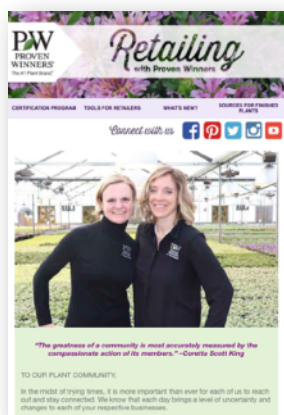 PW
PROVEN
WINNERS®
The #1 Plant Brand®
Retailing
with Proven Winners
CERTIFICATION PROGRAM TOOLS FOR RETAILERS WHAT'S NEW? SOURCES FOR FINISHED
PLANTS
Connect with us
"The greatness of a community is most accurately measured by the
compassionate action of its members." ~Coretta Scott King
TO OUR PLANT COMMUNITY,
In the midst of trying times, it is more important than ever for each of us to reach
out and stay connected. We know that each day brings a level of uncertainty and
changes to each of your respective businesses.